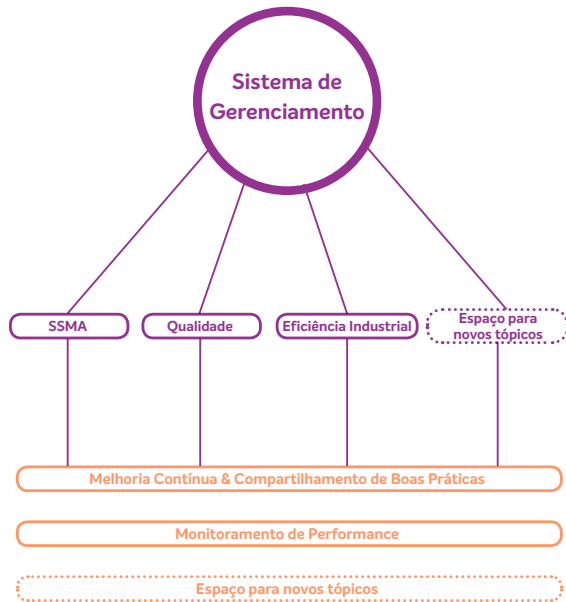 Sistema de
Gerenciamento
SSMA
Qualidade
Eficiência Industrial
Espaço para
novos tópicos
Melhoria Contínua & Compartilhamento de Boas Práticas
Monitoramento de Performance
Espaço para novos tópicos